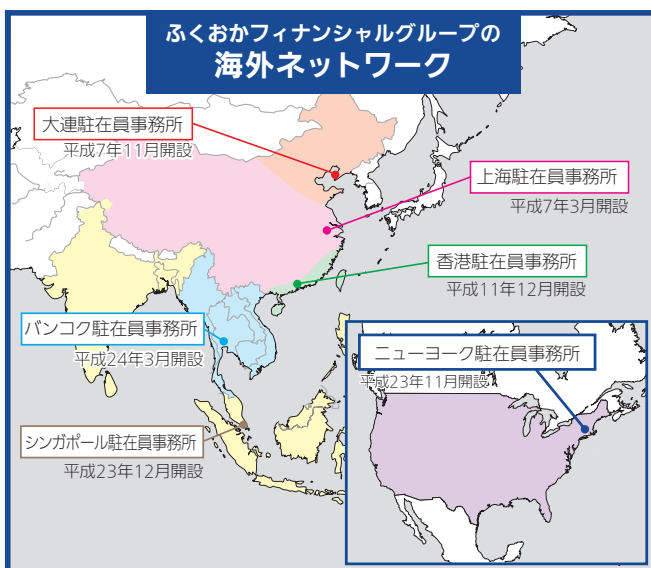 ふくおかフィナンシャルグループの
海外ネットワーク
大連駐在員事務所
平成7年11月開設
上海駐在員事務所
平成7年3月開設
香港駐在員事務所
平成11年12月開設
バンコク駐在員事務所
平成24年3月開設
ニューヨーク駐在員事務所
平成23年11月開設
シンガポール駐在員事務所
平成23年12月開設